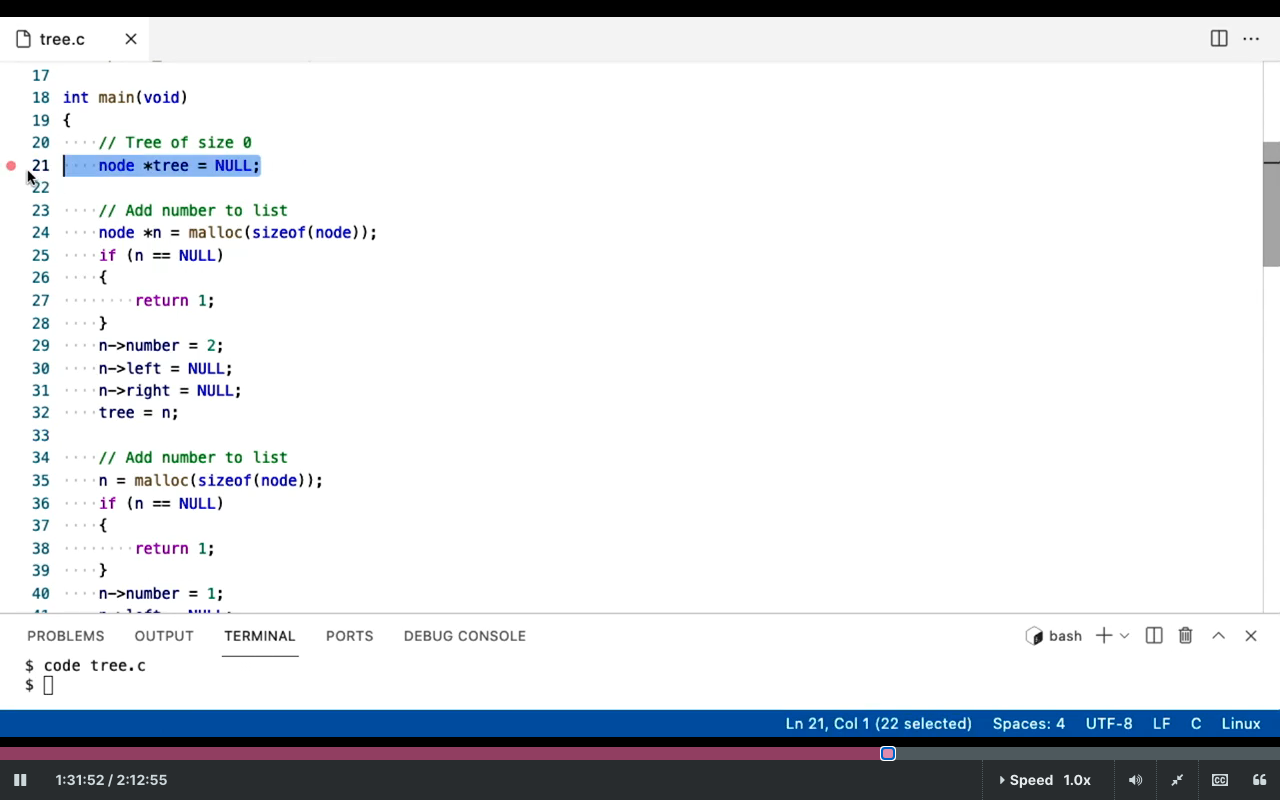 tree.c
17
18 int main(void)
19 {
20 ····// Tree of size 0
21 ····node *tree = NULL;
22
23 ····// Add number to list
24 ····node *n = malloc(sizeof(node));
25 ····if (n == NULL)
26 ····{
27 ········return 1;
28 ····}
29 ····n->number = 2;
30 ····n->left = NULL;
31 ····n->right = NULL;
32 ····tree = n;
33
34 ····// Add number to list
35 ····n = malloc(sizeof(node));
36 ····if (n == NULL)
37 ····{
38 ········return 1;
39 ····}
40 ····n->number = 1;
41 ····n->left = NULL;
PROBLEMS OUTPUT TERMINAL PORTS DEBUG CONSOLE bash
$ code tree.c
$
Ln 21, Col 1 (22 selected) Spaces: 4 UTF-8 LF C Linux
1:31:52 / 2:12:55 Speed 1.0x CC